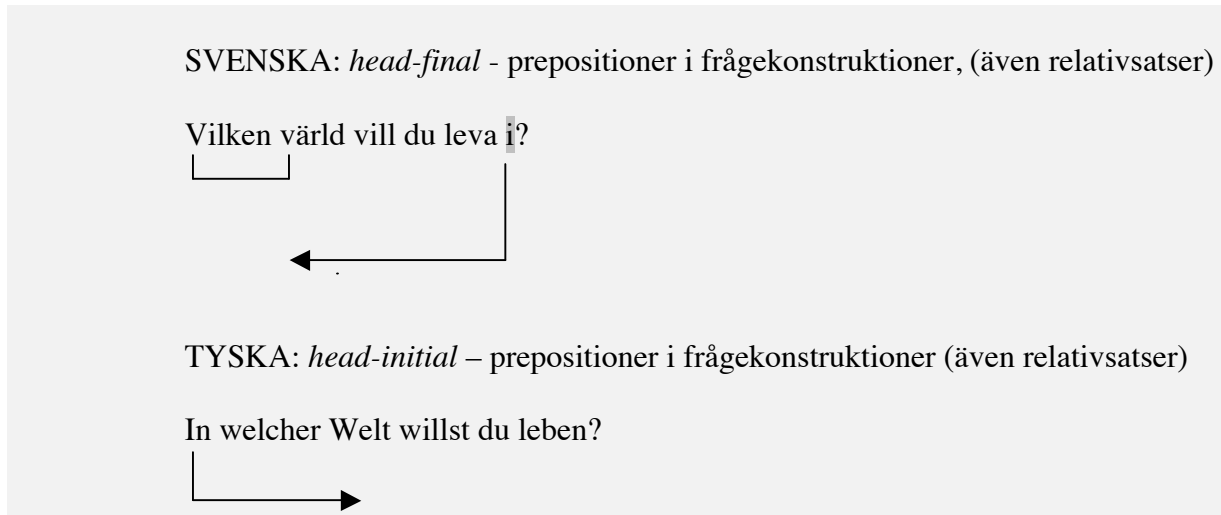 SVENSKA: head-final - prepositioner i frågekonstruktioner, (även relativsatser)
Vilken värld vill du leva i?
TYSKA: head-initial – prepositioner i frågekonstruktioner (även relativsatser)
In welcher Welt willst du leben?